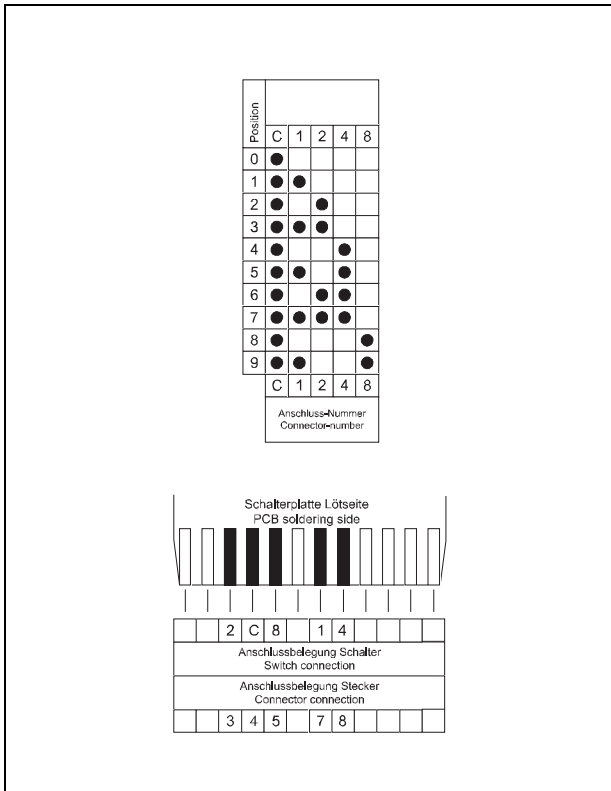 Position
C 1 2 4 8
0 ●
1 ● ●
2 ● ●
3 ● ● ●
4 ● ●
5 ● ● ●
6 ● ● ●
7 ● ● ● ●
8 ● ●
9 ● ● ●
C 1 2 4 8
Anschluss-Nummer
Connector-number
Schalterplatte Lötseite
PCB soldering side
2 C 8 1 4
Anschlussbelegung Schalter
Switch connection
Anschlussbelegung Stecker
Connector connection
3 4 5 7 8